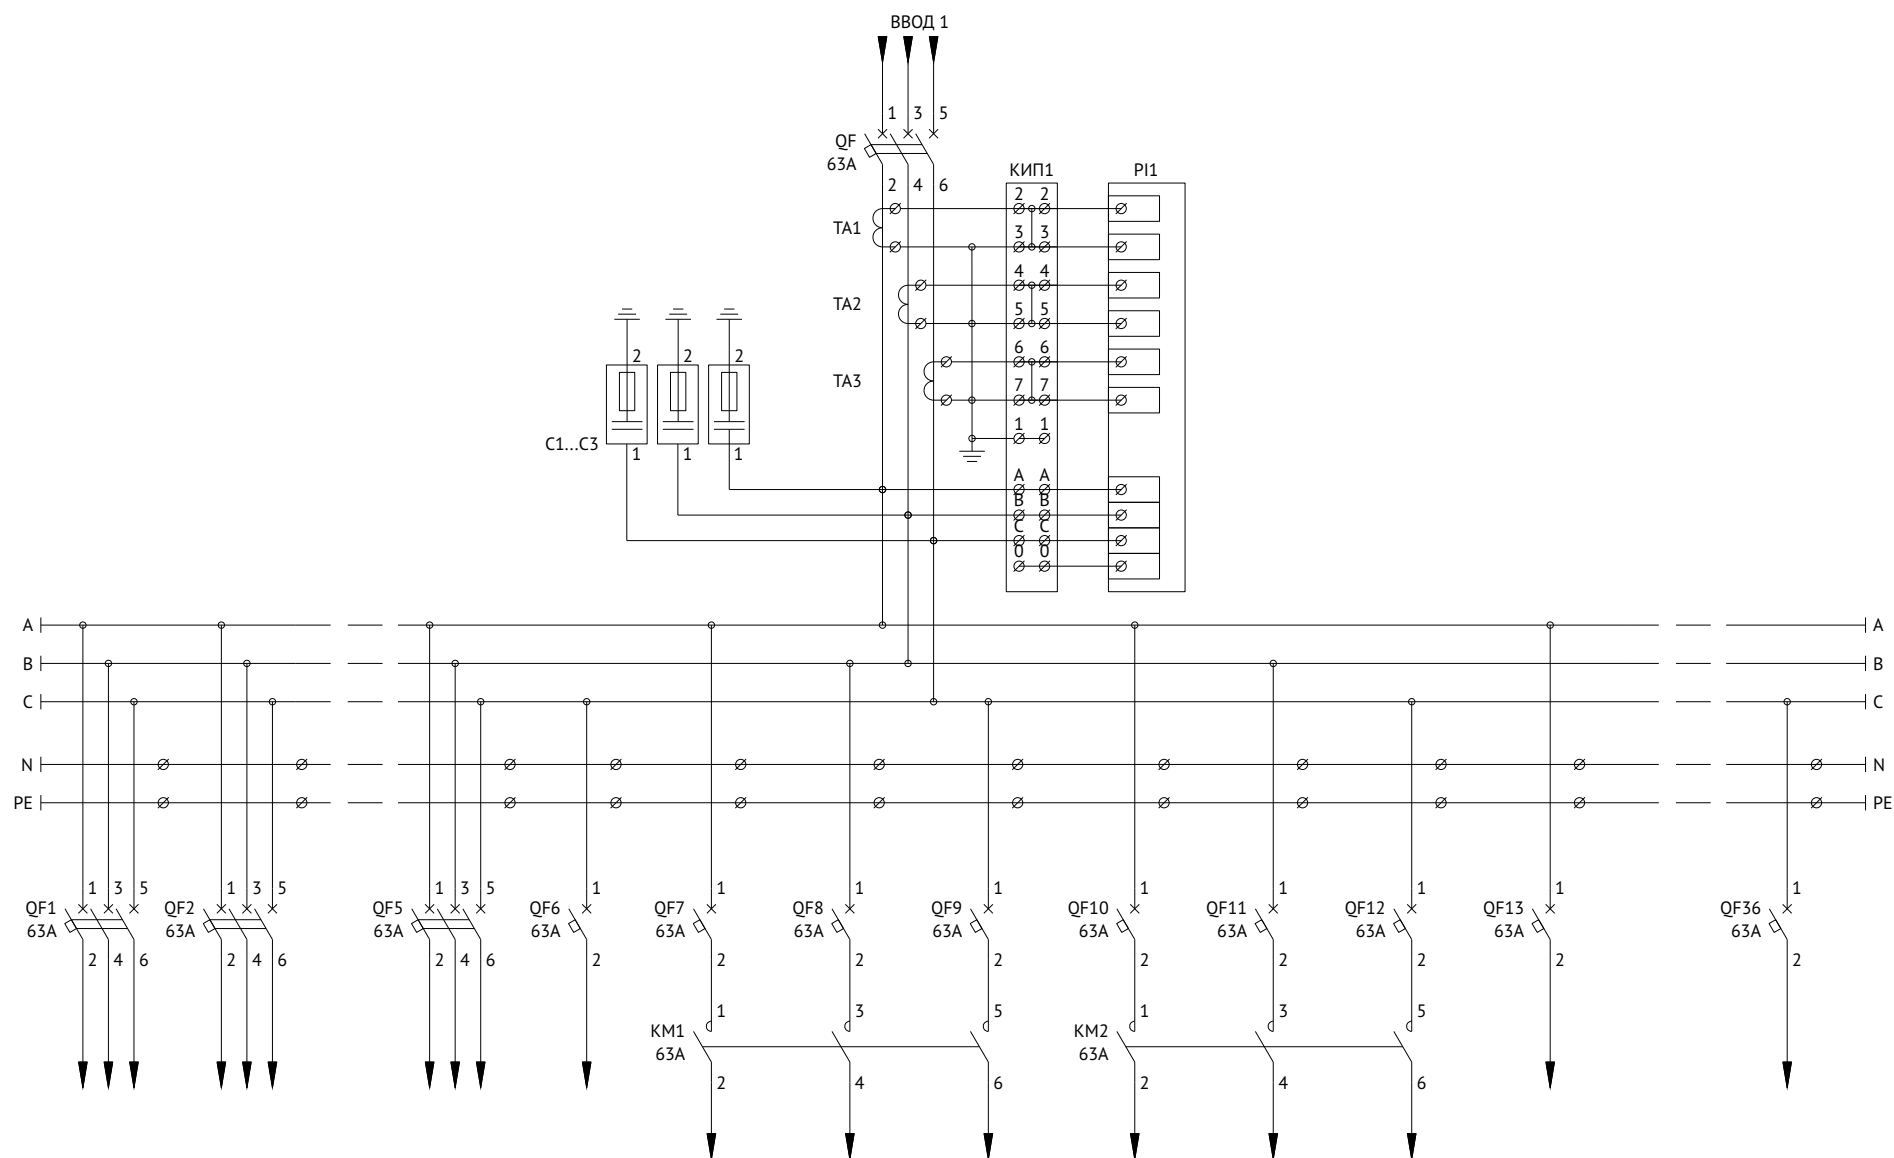 ВВОД 1
1 3 5
QF
63А
2 4 6
КИП1 PI1
2 2
TA1
3 3
4 4
TA2
5 5
6 6
TA3
7 7
1 1
2 2 2
C1...C3
1 1 1
A A
B B
C C
0 0
A A
B B
C C
N N
PE PE
1 3 5 1 3 5 1 3 5 1 1 1 1 1 1 1 1 1
QF1 QF2 QF5 QF6 QF7 QF8 QF9 QF10 QF11 QF12 QF13 QF36
63А 63А 63А 63А 63А 63А 63А 63А 63А 63А 63А 63А
2 4 6 2 4 6 2 4 6 2 2 2 2 2 2 2 2 2
1 3 5 1 3 5
KM1 KM2
63А 63А
2 4 6 2 4 6